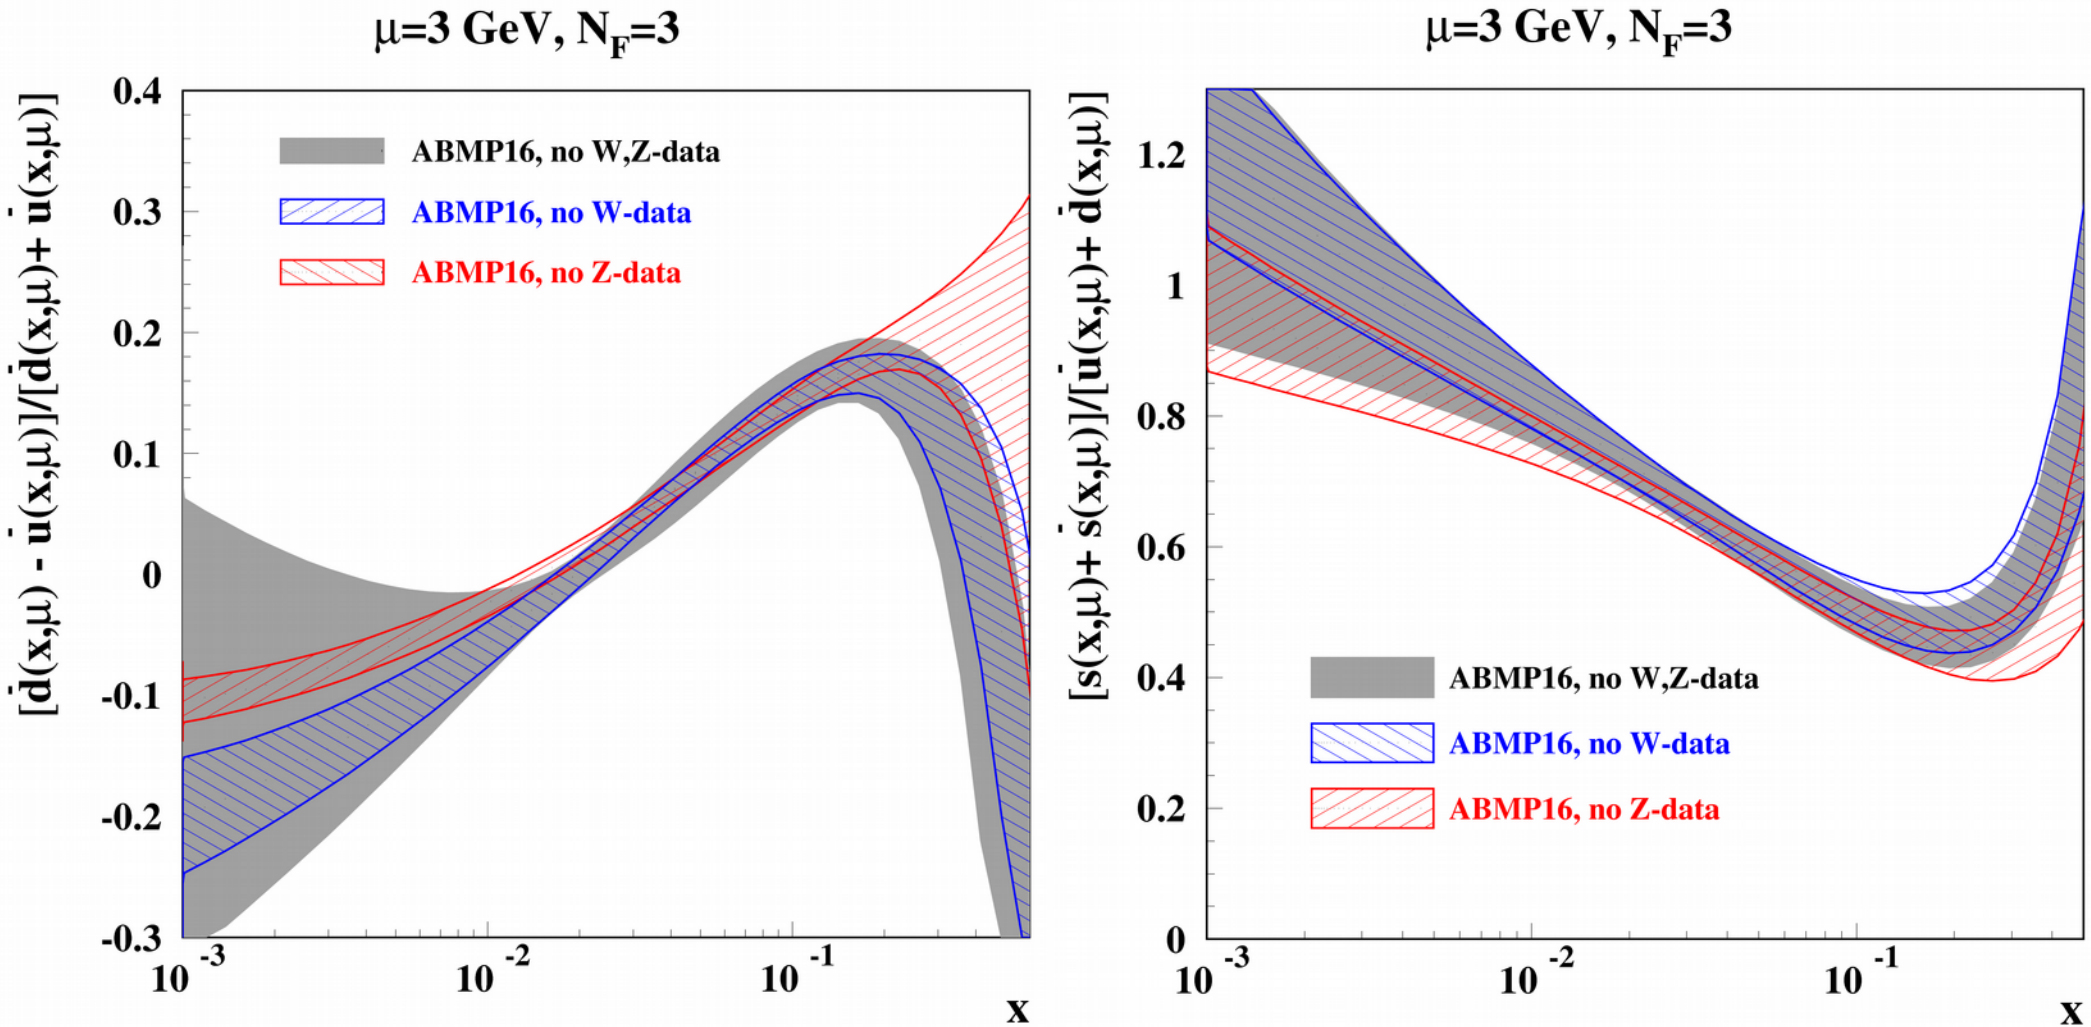 μ=3 GeV, N_F=3
[d̄(x,μ) - ū(x,μ)]/[d̄(x,μ)+ ū(x,μ)]
0.4
0.3
0.2
0.1
0
-0.1
-0.2
-0.3
ABMP16, no W,Z-data
ABMP16, no W-data
ABMP16, no Z-data
10^-3
10^-2
10^-1
x
μ=3 GeV, N_F=3
[s(x,μ)+ s̄(x,μ)]/[ū(x,μ)+ d̄(x,μ)]
1.2
1
0.8
0.6
0.4
0.2
0
ABMP16, no W,Z-data
ABMP16, no W-data
ABMP16, no Z-data
10^-3
10^-2
10^-1
x